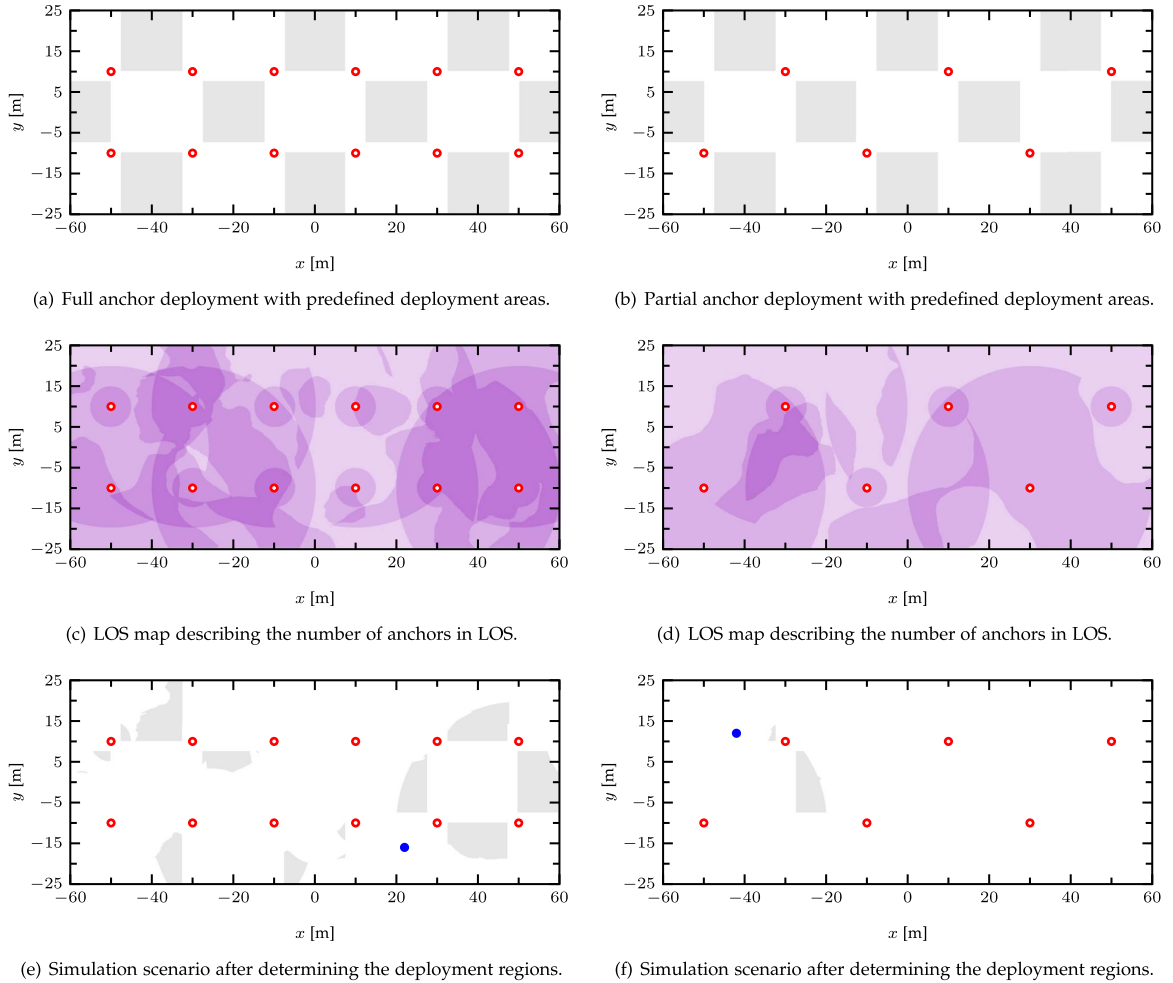 25
15
5
−5
−15
−25
y [m]
−60 −40 −20 0 20 40 60
x [m]
(a) Full anchor deployment with predefined deployment areas.
25
15
5
−5
−15
−25
y [m]
−60 −40 −20 0 20 40 60
x [m]
(b) Partial anchor deployment with predefined deployment areas.
25
15
5
−5
−15
−25
y [m]
−60 −40 −20 0 20 40 60
x [m]
(c) LOS map describing the number of anchors in LOS.
25
15
5
−5
−15
−25
y [m]
−60 −40 −20 0 20 40 60
x [m]
(d) LOS map describing the number of anchors in LOS.
25
15
5
−5
−15
−25
y [m]
−60 −40 −20 0 20 40 60
x [m]
(e) Simulation scenario after determining the deployment regions.
25
15
5
−5
−15
−25
y [m]
−60 −40 −20 0 20 40 60
x [m]
(f) Simulation scenario after determining the deployment regions.